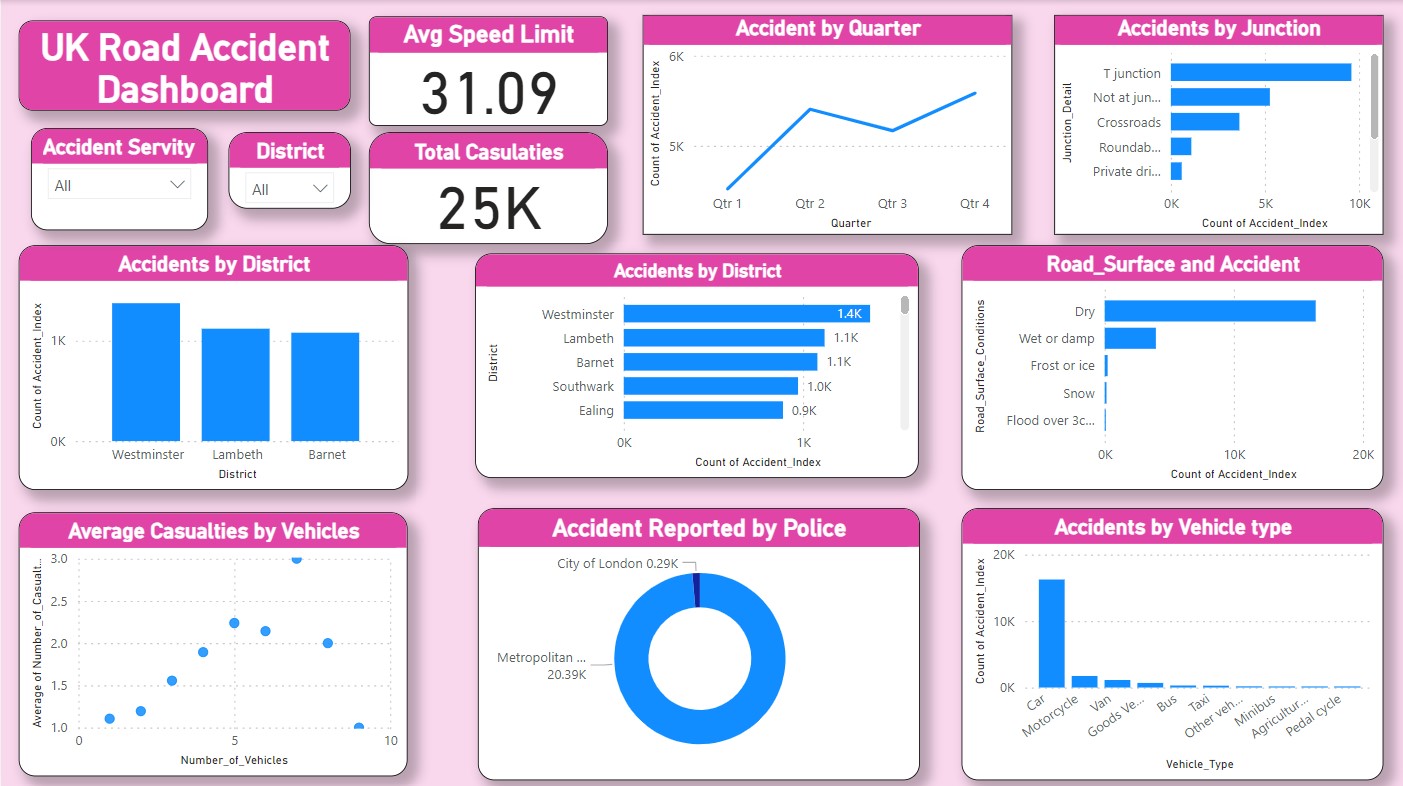 UK Road Accident
Dashboard
Avg Speed Limit
31.09
Accident Servity
All
District
All
Total Casulaties
25K
Accident by Quarter
Count of Accident_Index
6K
5K
Qtr 1 Qtr 2 Qtr 3 Qtr 4
Quarter
Accidents by Junction
Junction_Detail
T junction
Not at jun...
Crossroads
Roundab...
Private dri...
0K 5K 10K
Count of Accident_Index
Accidents by District
Count of Accident_Index
1K
0K
Westminster Lambeth Barnet
District
Accidents by District
District
Westminster 1.4K
Lambeth 1.1K
Barnet 1.1K
Southwark 1.0K
Ealing 0.9K
0K 1K
Count of Accident_Index
Road_Surface and Accident
Road_Surface_Conditions
Dry
Wet or damp
Frost or ice
Snow
Flood over 3c...
0K 10K 20K
Count of Accident_Index
Average Casualties by Vehicles
Average of Number_of_Casualt..
3.0
2.5
2.0
1.5
1.0
0 5 10
Number_of_Vehicles
Accident Reported by Police
City of London 0.29K
Metropolitan ...
20.39K
Accidents by Vehicle type
Count of Accident_Index
20K
10K
0K
Car Motorcycle Van Goods Ve... Bus Taxi Other veh... Minibus Agricultur... Pedal cycle
Vehicle_Type